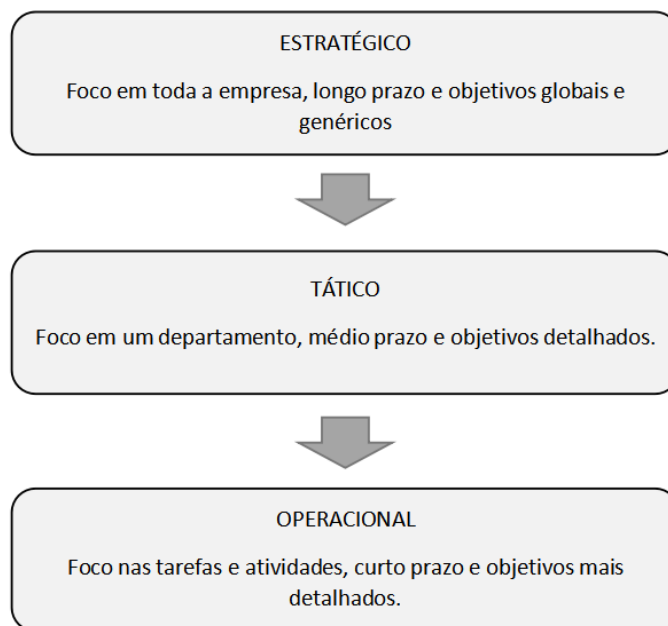 ESTRATÉGICO
Foco em toda a empresa, longo prazo e objetivos globais e
genéricos
TÁTICO
Foco em um departamento, médio prazo e objetivos detalhados.
OPERACIONAL
Foco nas tarefas e atividades, curto prazo e objetivos mais
detalhados.